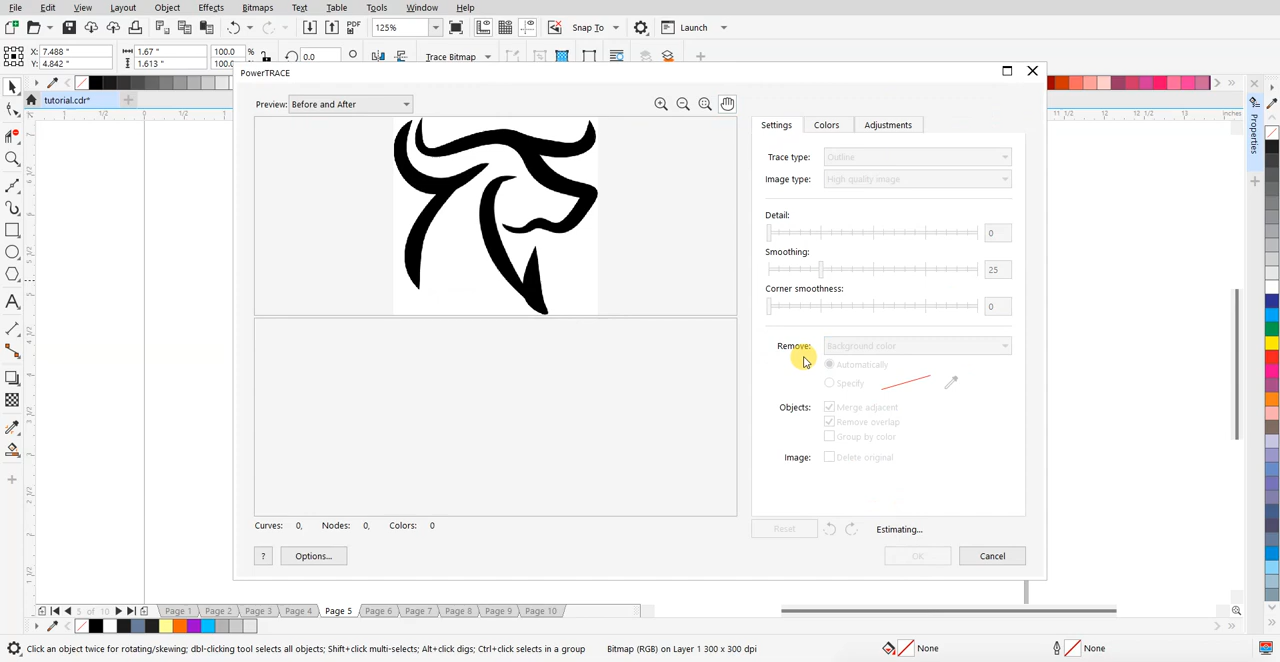 File Edit View Layout Object Effects Bitmaps Text Table Tools Window Help
PDF 125% Snap To Launch
X: 7.488 " 1.67 " 100.0 % 0.0 Trace Bitmap
Y: 4.842 " 1.613 " 100.0 %
tutorial.cdr*
PowerTRACE
Preview: Before and After
Settings Colors Adjustments
Trace type: Outline
Image type: High quality image
Detail:
0
Smoothing:
25
Corner smoothness:
0
Remove: Background color
Automatically
Specify
Objects: Merge adjacent
Remove overlap
Group by color
Image: Delete original
Curves: 0, Nodes: 0, Colors: 0
Reset Estimating...
? Options... OK Cancel
Properties
inches
5 of 10 Page 1 Page 2 Page 3 Page 4 Page 5 Page 6 Page 7 Page 8 Page 9 Page 10
Click an object twice for rotating/skewing; dbl-clicking tool selects all objects; Shift+click multi-selects; Alt+click digs; Ctrl+click selects in a group Bitmap (RGB) on Layer 1 300 x 300 dpi None None